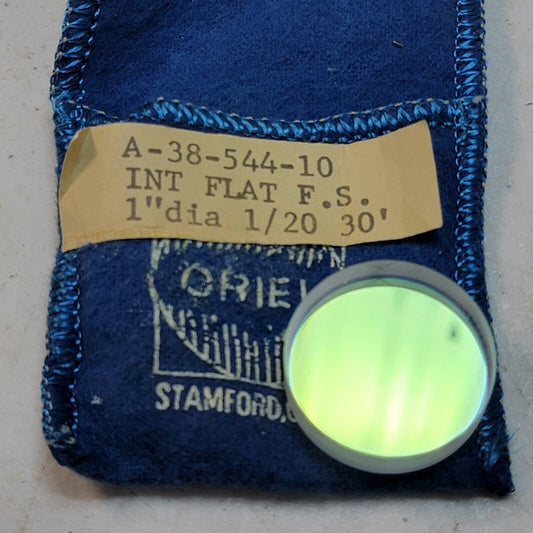 A-38-544-10
INT FLAT F.S.
1"dia 1/20 30'
ORIEL
STAMFORD,